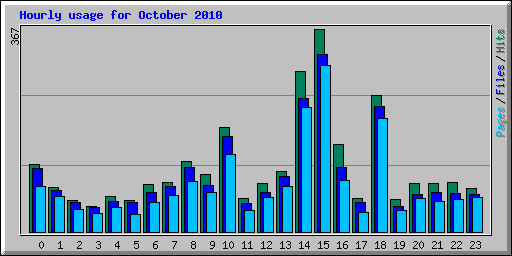 Hourly usage for October 2010
367
Pages/Files/Hits
0 1 2 3 4 5 6 7 8 9 10 11 12 13 14 15 16 17 18 19 20 21 22 23